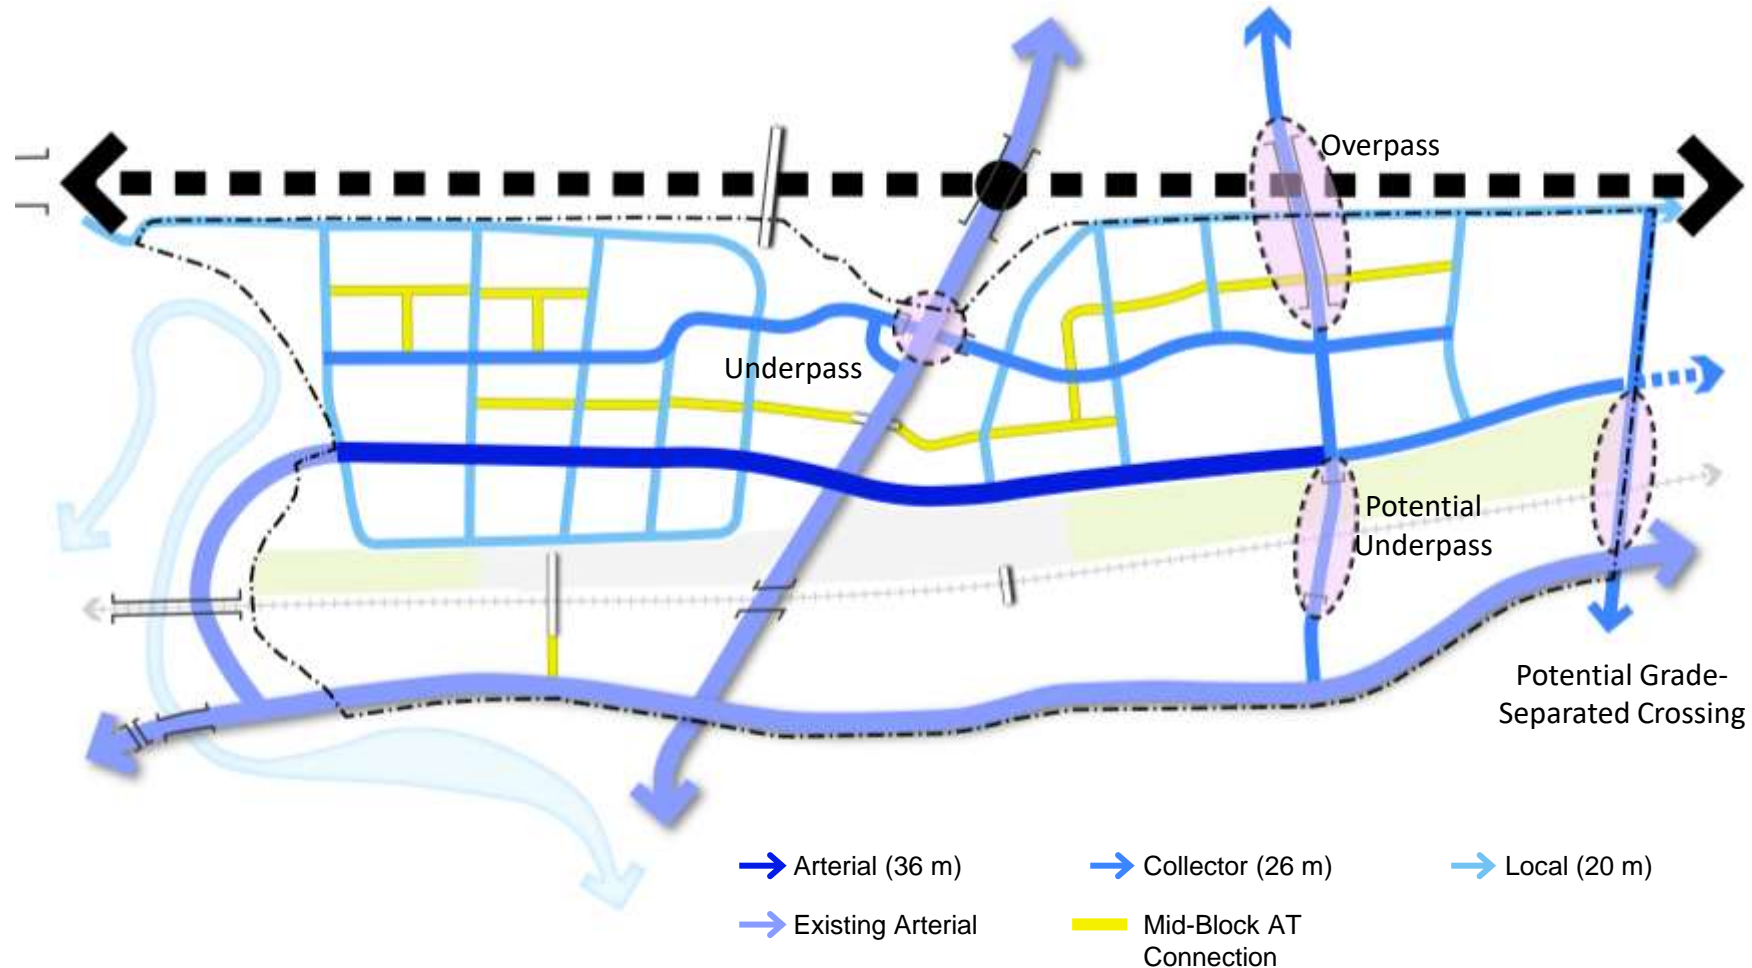 Overpass
Underpass
Potential
Underpass
Potential Grade-
Separated Crossing
Arterial (36 m)
Collector (26 m)
Local (20 m)
Existing Arterial
Mid-Block AT
Connection